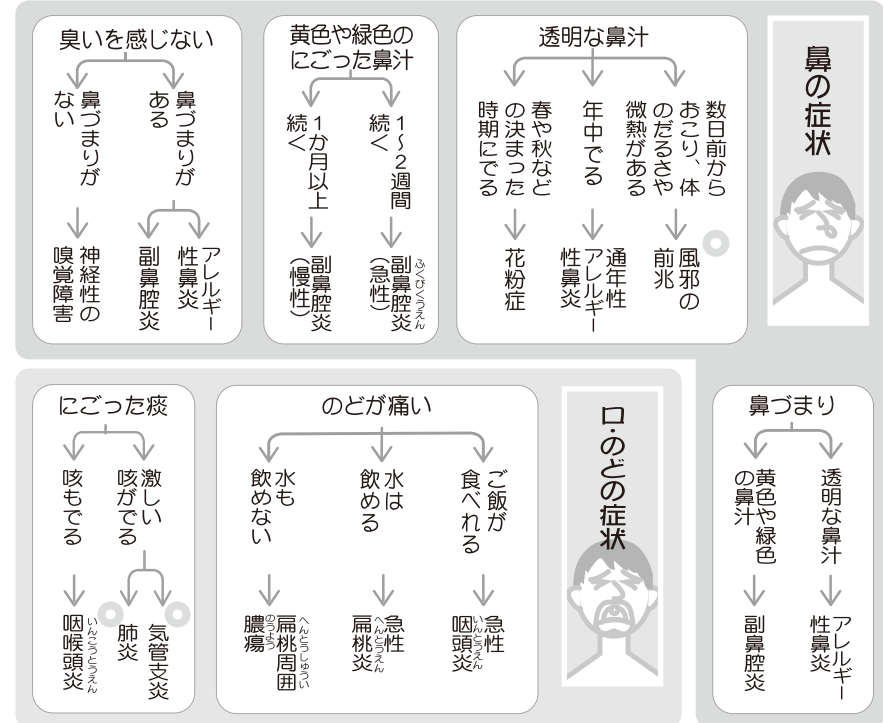 鼻の症状
透明な鼻汁
数日前から
おこり、体
のだるさや
微熱がある
風邪の
前兆
年中でる
通年性
アレルギー
性鼻炎
春や秋など
の決まった
時期にでる
花粉症
黄色や緑色の
にごった鼻汁
1〜2週間
続く
副鼻腔炎
ふくびくうえん
(急性)
1か月以上
続く
副鼻腔炎
(慢性)
臭いを感じない
鼻づまりが
ある
アレルギー
性鼻炎
副鼻腔炎
鼻づまりが
ない
神経性の
嗅覚障害
鼻づまり
透明な鼻汁
アレルギー
性鼻炎
黄色や緑色
の鼻汁
副鼻腔炎
口・のどの症状
のどが痛い
ご飯が
食べれる
急性
咽頭炎
いんとうえん
水は
飲める
急性
扁桃炎
へんとうえん
水も
飲めない
扁桃周囲
へんとうしゅうい
膿瘍
のうよう
にごった痰
激しい
咳がでる
気管支炎
肺炎
咳もでる
咽喉頭炎
いんこうとうえん